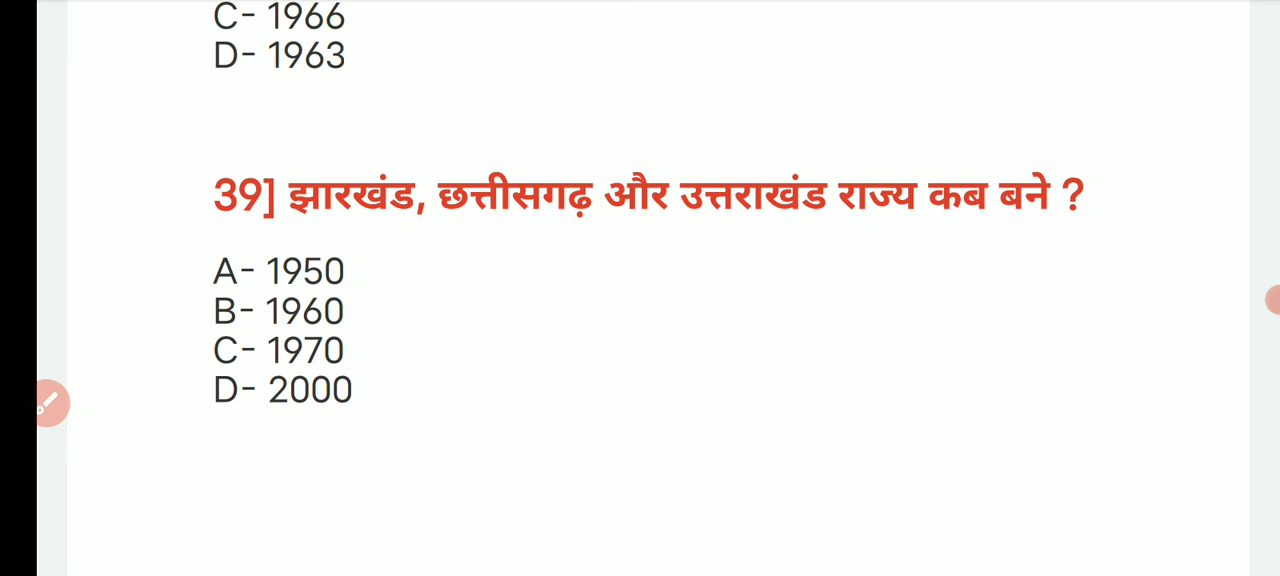 C- 1966
D- 1963
39] झारखंड, छत्तीसगढ़ और उत्तराखंड राज्य कब बने ?
A- 1950
B- 1960
C- 1970
D- 2000